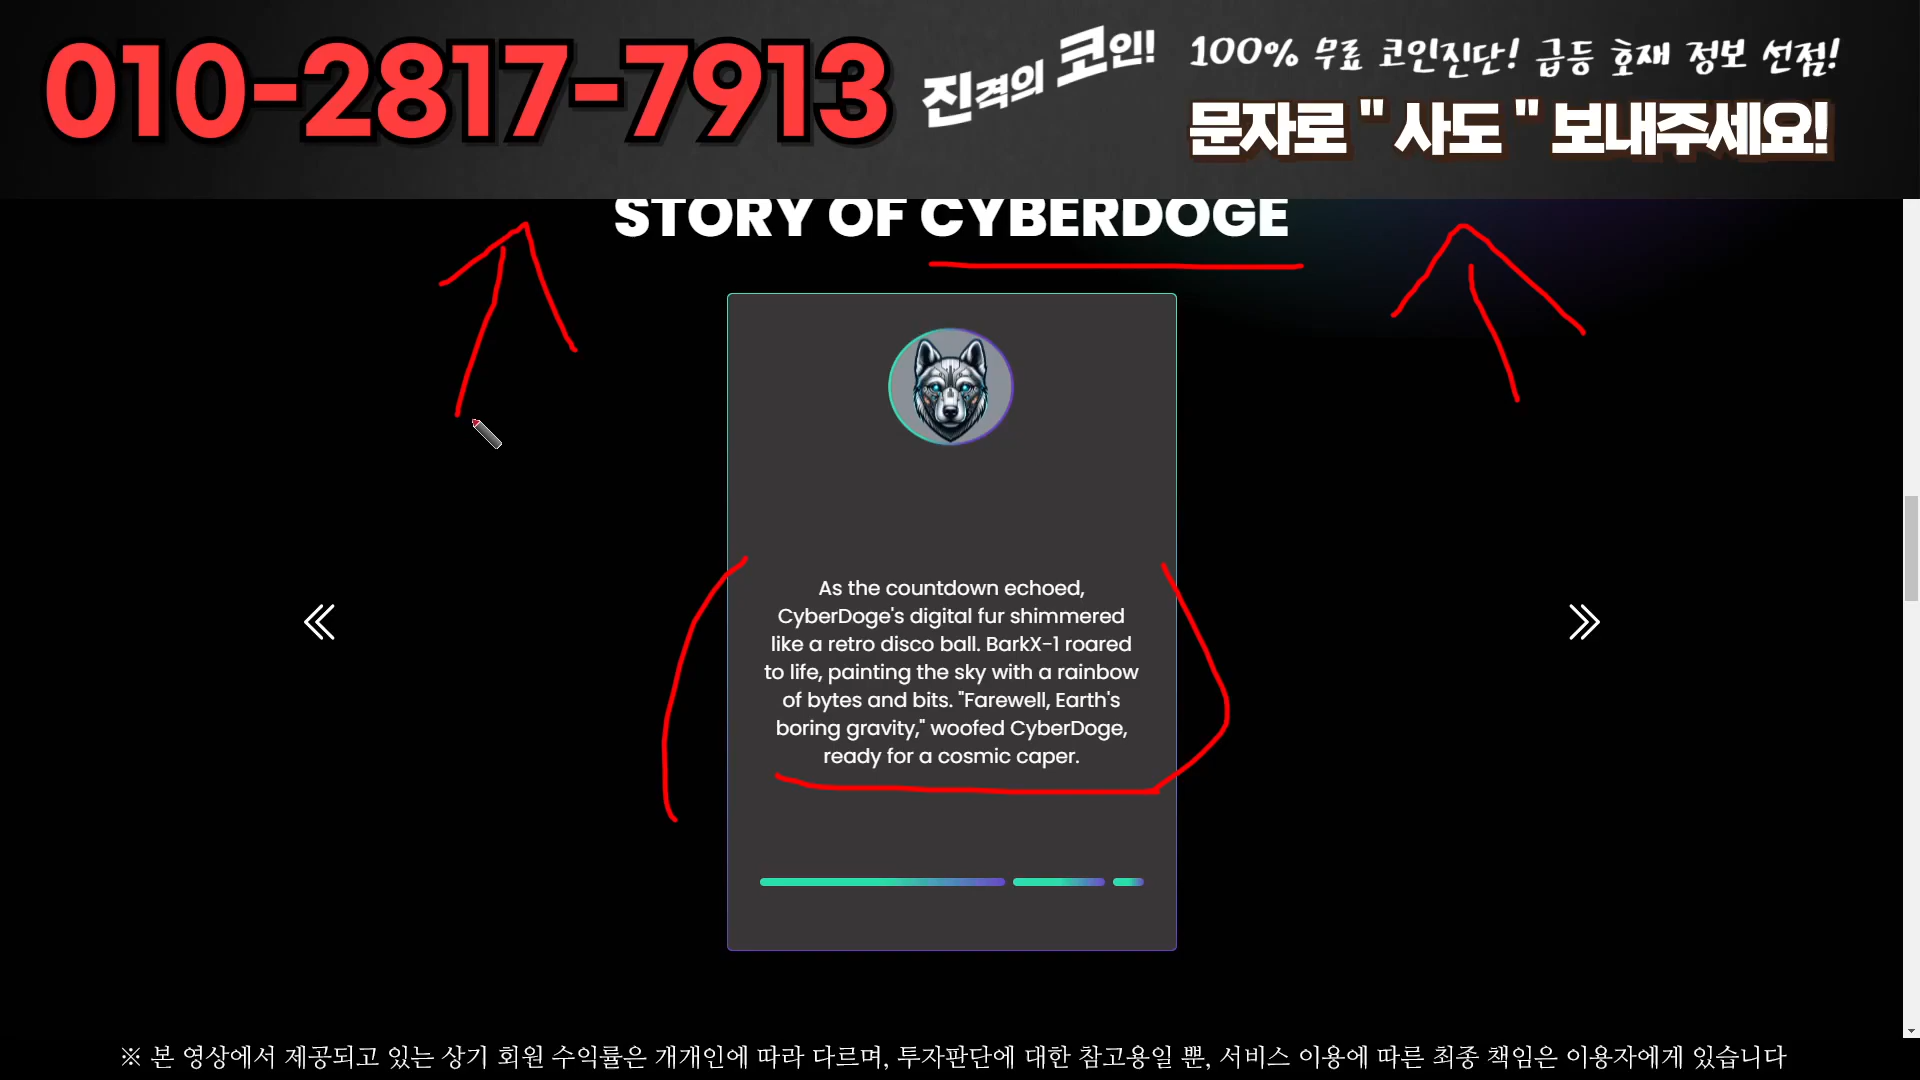 010-2817-7913
진격의 코인!
100% 무료 코인진단! 급등 호재 정보 선점!
문자로 " 사도 " 보내주세요!
STORY OF CYBERDOGE
As the countdown echoed,
CyberDoge's digital fur shimmered
like a retro disco ball. BarkX-1 roared
to life, painting the sky with a rainbow
of bytes and bits. "Farewell, Earth's
boring gravity," woofed CyberDoge,
ready for a cosmic caper.
※ 본 영상에서 제공되고 있는 상기 회원 수익률은 개개인에 따라 다르며, 투자판단에 대한 참고용일 뿐, 서비스 이용에 따른 최종 책임은 이용자에게 있습니다